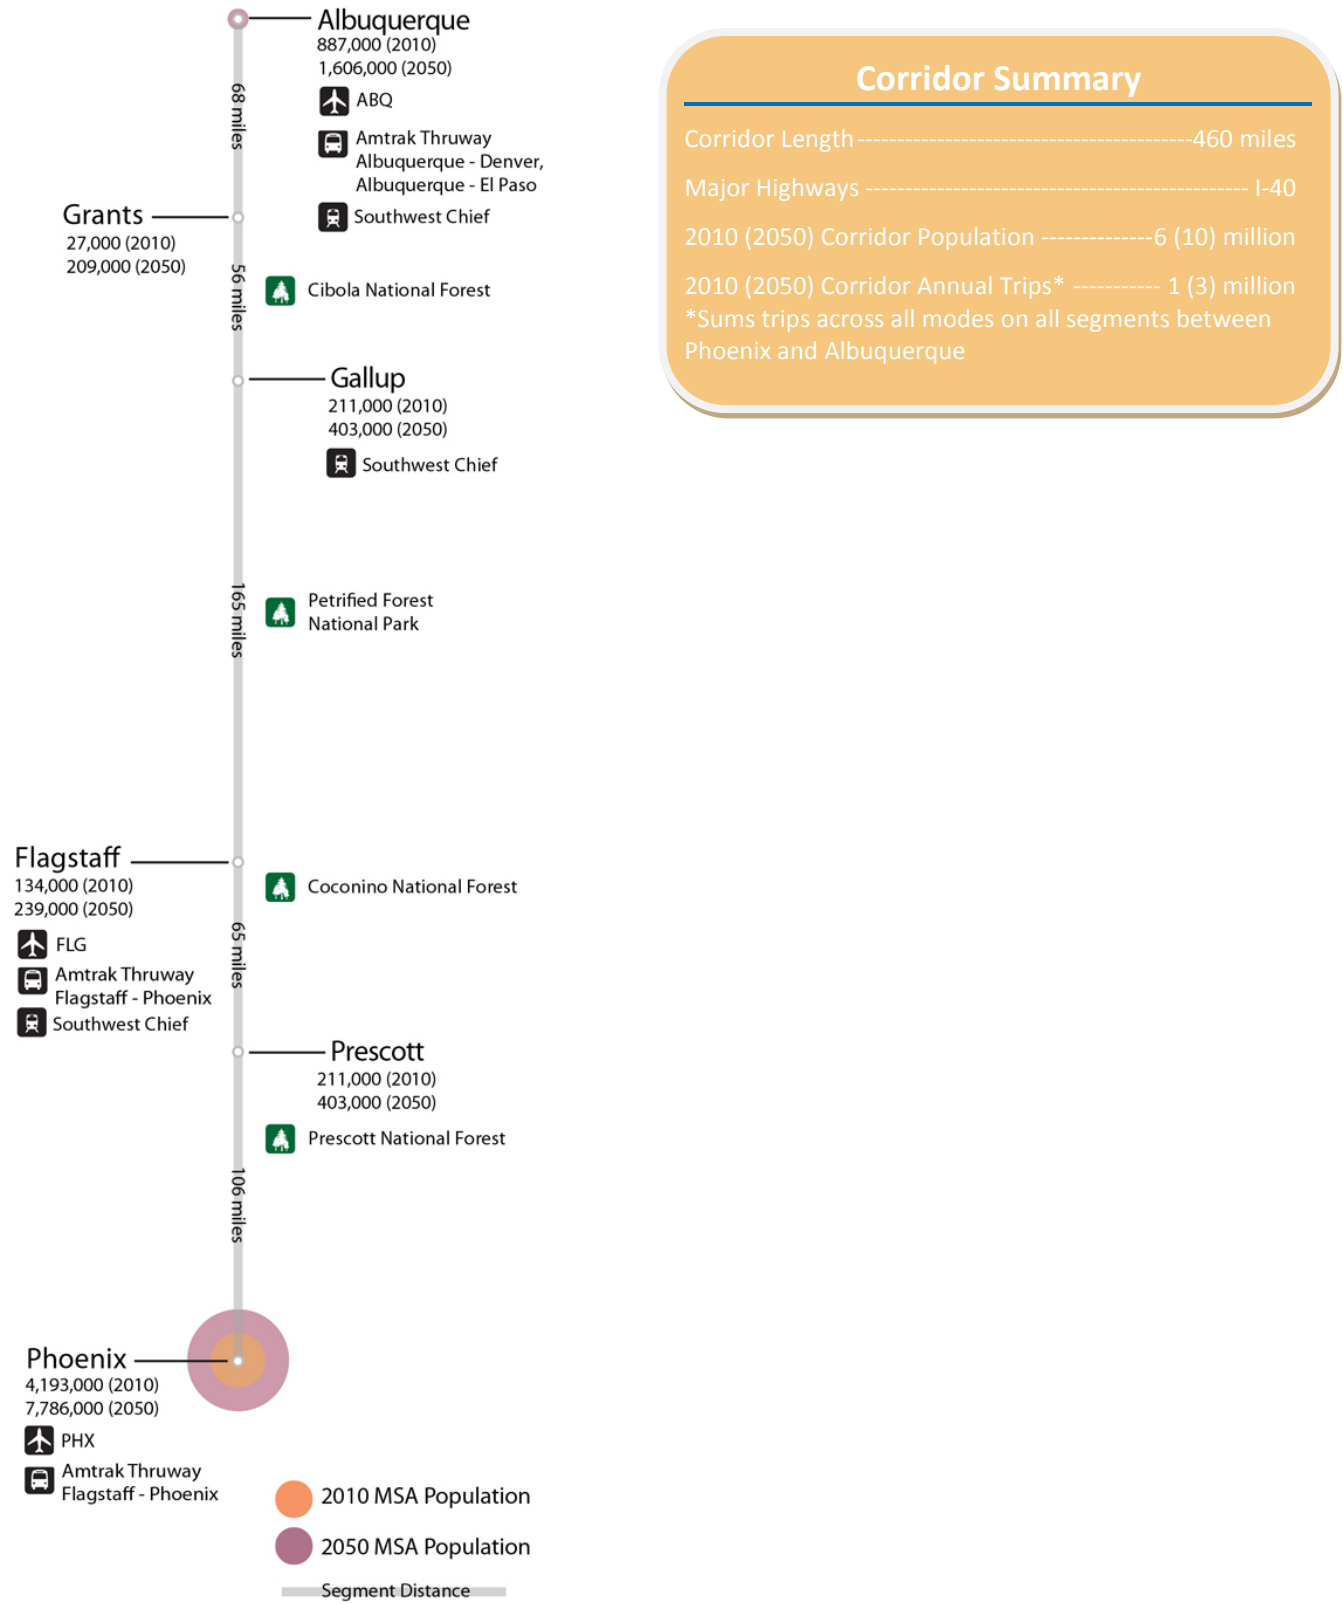 Albuquerque
887,000 (2010)
1,606,000 (2050)
ABQ
Amtrak Thruway
Albuquerque - Denver,
Albuquerque - El Paso
Southwest Chief
68 miles
Grants
27,000 (2010)
209,000 (2050)
56 miles
Cibola National Forest
Gallup
211,000 (2010)
403,000 (2050)
Southwest Chief
165 miles
Petrified Forest
National Park
Flagstaff
134,000 (2010)
239,000 (2050)
FLG
Amtrak Thruway
Flagstaff - Phoenix
Southwest Chief
Coconino National Forest
65 miles
Prescott
211,000 (2010)
403,000 (2050)
Prescott National Forest
106 miles
Phoenix
4,193,000 (2010)
7,786,000 (2050)
PHX
Amtrak Thruway
Flagstaff - Phoenix
2010 MSA Population
2050 MSA Population
Segment Distance
Corridor Summary
Corridor Length------------------------------------------460 miles
Major Highways ------------------------------------------------ I-40
2010 (2050) Corridor Population --------------6 (10) million
2010 (2050) Corridor Annual Trips* ----------- 1 (3) million
*Sums trips across all modes on all segments between
Phoenix and Albuquerque